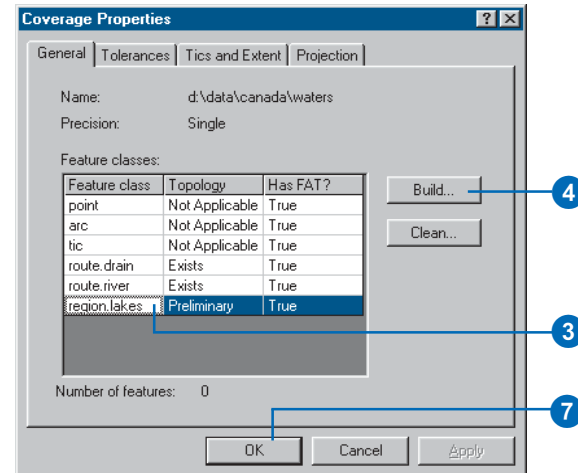 Coverage Properties
General Tolerances Tics and Extent Projection
Name: d:\data\canada\waters
Precision: Single
Feature classes:
Feature class Topology Has FAT?
point Not Applicable True
arc Not Applicable True
tic Not Applicable True
route.drain Exists True
route.river Exists True
region.lakes Preliminary True
Build...
4
Clean...
3
Number of features: 0
7
OK Cancel Apply